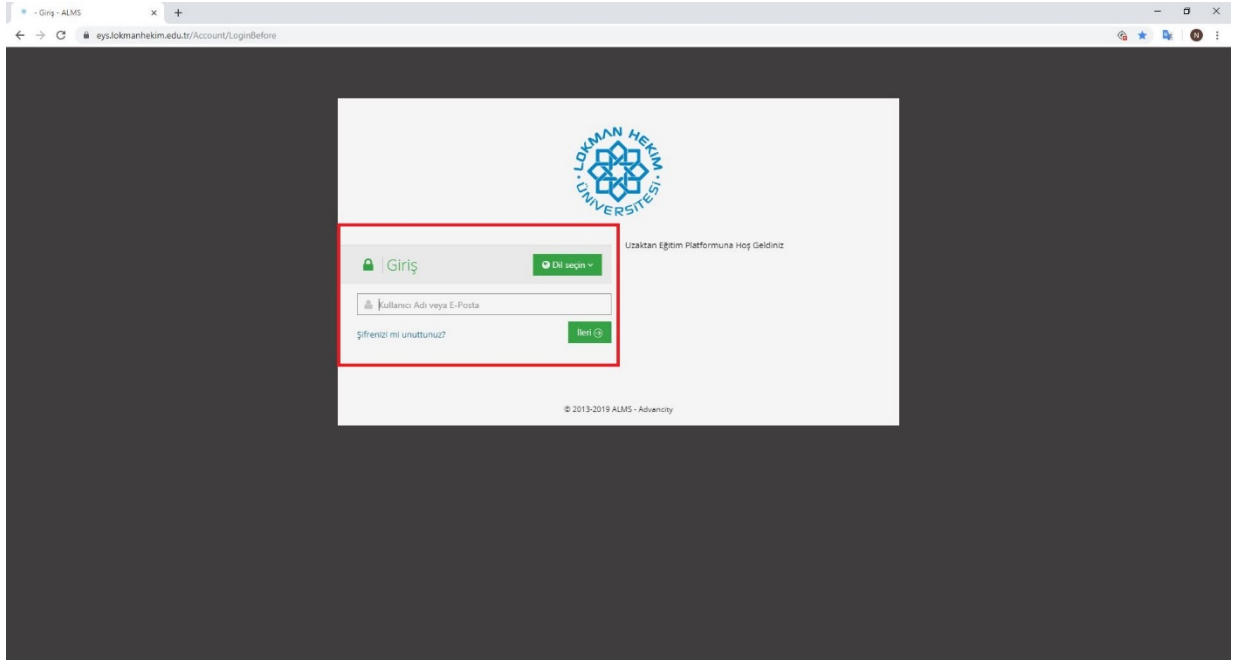 - Giriş - ALMS
eys.lokmanhekim.edu.tr/Account/LoginBefore
N
LOKMAN HEKİM
ÜNİVERSİTESİ
Uzaktan Eğitim Platformuna Hoş Geldiniz
Giriş
Dil seçin
Kullanıcı Adı veya E-Posta
Şifrenizi mi unuttunuz?
İleri
© 2013-2019 ALMS - Advancity